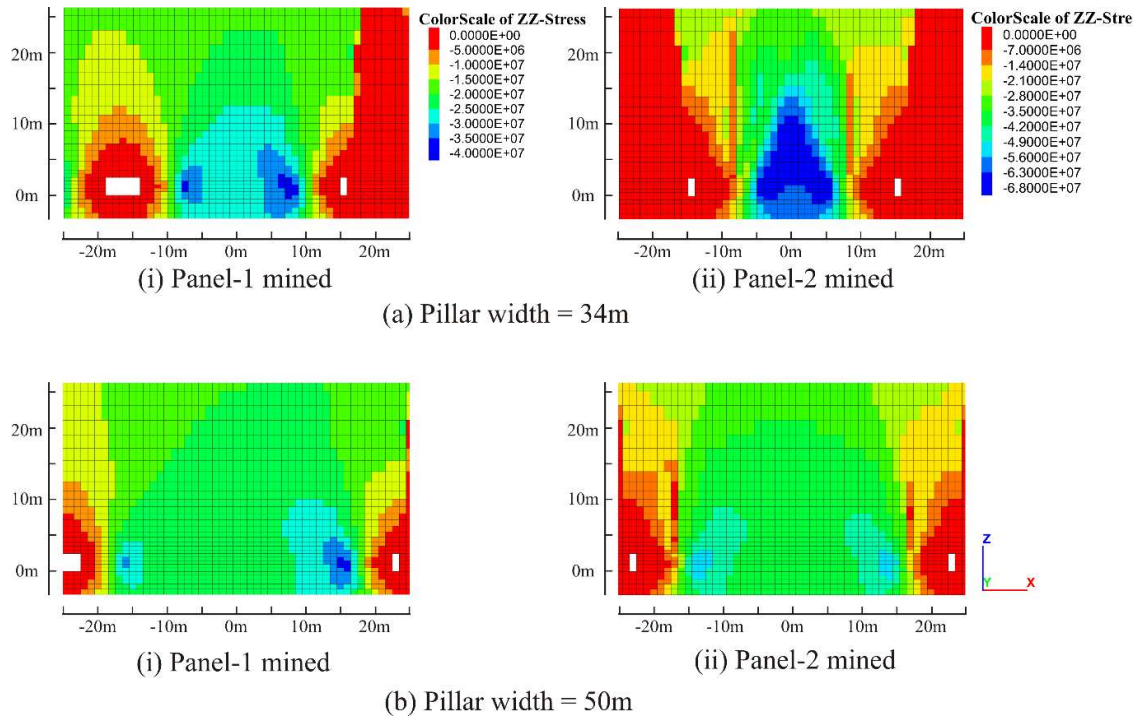 ColorScale of ZZ-Stress
0.0000E+00
-5.0000E+06
-1.0000E+07
-1.5000E+07
-2.0000E+07
-2.5000E+07
-3.0000E+07
-3.5000E+07
-4.0000E+07
20m
10m
0m
-20m -10m 0m 10m 20m
(i) Panel-1 mined
ColorScale of ZZ-Stre
0.0000E+00
-7.0000E+06
-1.4000E+07
-2.1000E+07
-2.8000E+07
-3.5000E+07
-4.2000E+07
-4.9000E+07
-5.6000E+07
-6.3000E+07
-6.8000E+07
20m
10m
0m
-20m -10m 0m 10m 20m
(ii) Panel-2 mined
(a) Pillar width = 34m
20m
10m
0m
-20m -10m 0m 10m 20m
(i) Panel-1 mined
20m
10m
0m
-20m -10m 0m 10m 20m
(ii) Panel-2 mined
Z
Y X
(b) Pillar width = 50m